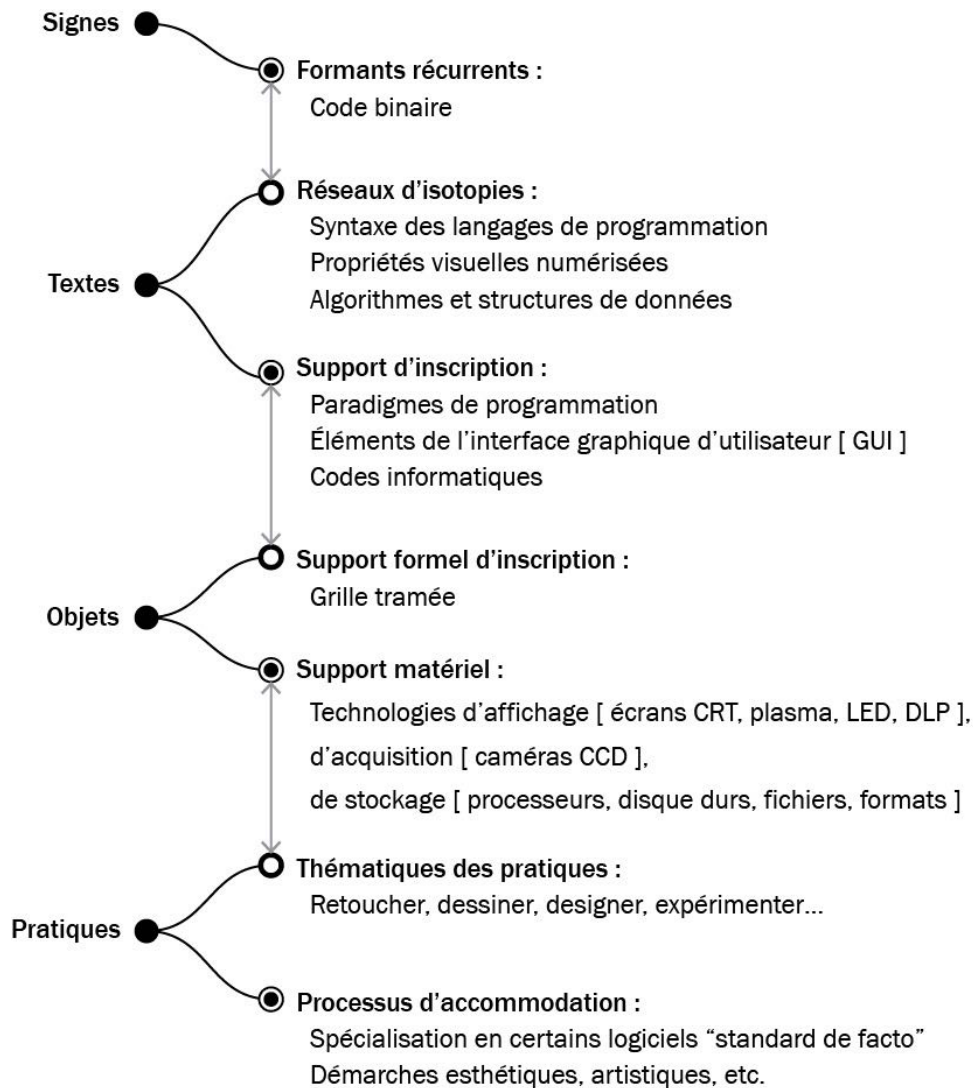 Signes
Formants récurrents :
Code binaire
Réseaux d'isotopies :
Syntaxe des langages de programmation
Propriétés visuelles numérisées
Textes
Algorithmes et structures de données
Support d'inscription :
Paradigmes de programmation
Éléments de l'interface graphique d'utilisateur [ GUI ]
Codes informatiques
Support formel d'inscription :
Grille tramée
Objets
Support matériel :
Technologies d'affichage [ écrans CRT, plasma, LED, DLP ],
d'acquisition [ caméras CCD ],
de stockage [ processeurs, disque durs, fichiers, formats ]
Thématiques des pratiques :
Retoucher, dessiner, designer, expérimenter...
Pratiques
Processus d'accommodation :
Spécialisation en certains logiciels “standard de facto”
Démarches esthétiques, artistiques, etc.